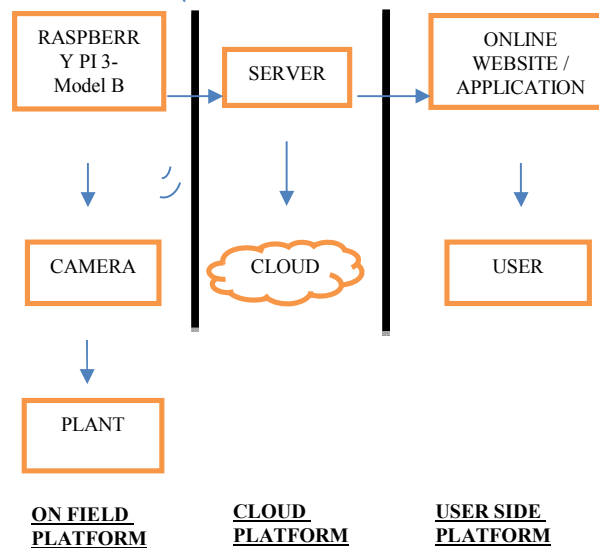 RASPBERR
Y PI 3-
Model B
SERVER
ONLINE
WEBSITE /
APPLICATION
CAMERA
CLOUD
USER
PLANT
ON FIELD
PLATFORM
CLOUD
PLATFORM
USER SIDE
PLATFORM